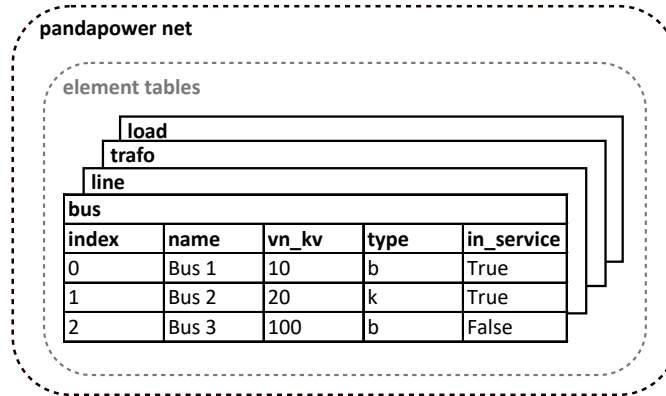 pandapower net
element tables
load
trafo
line
bus
index name vn_kv type in_service
0 Bus 1 10 b True
1 Bus 2 20 k True
2 Bus 3 100 b False